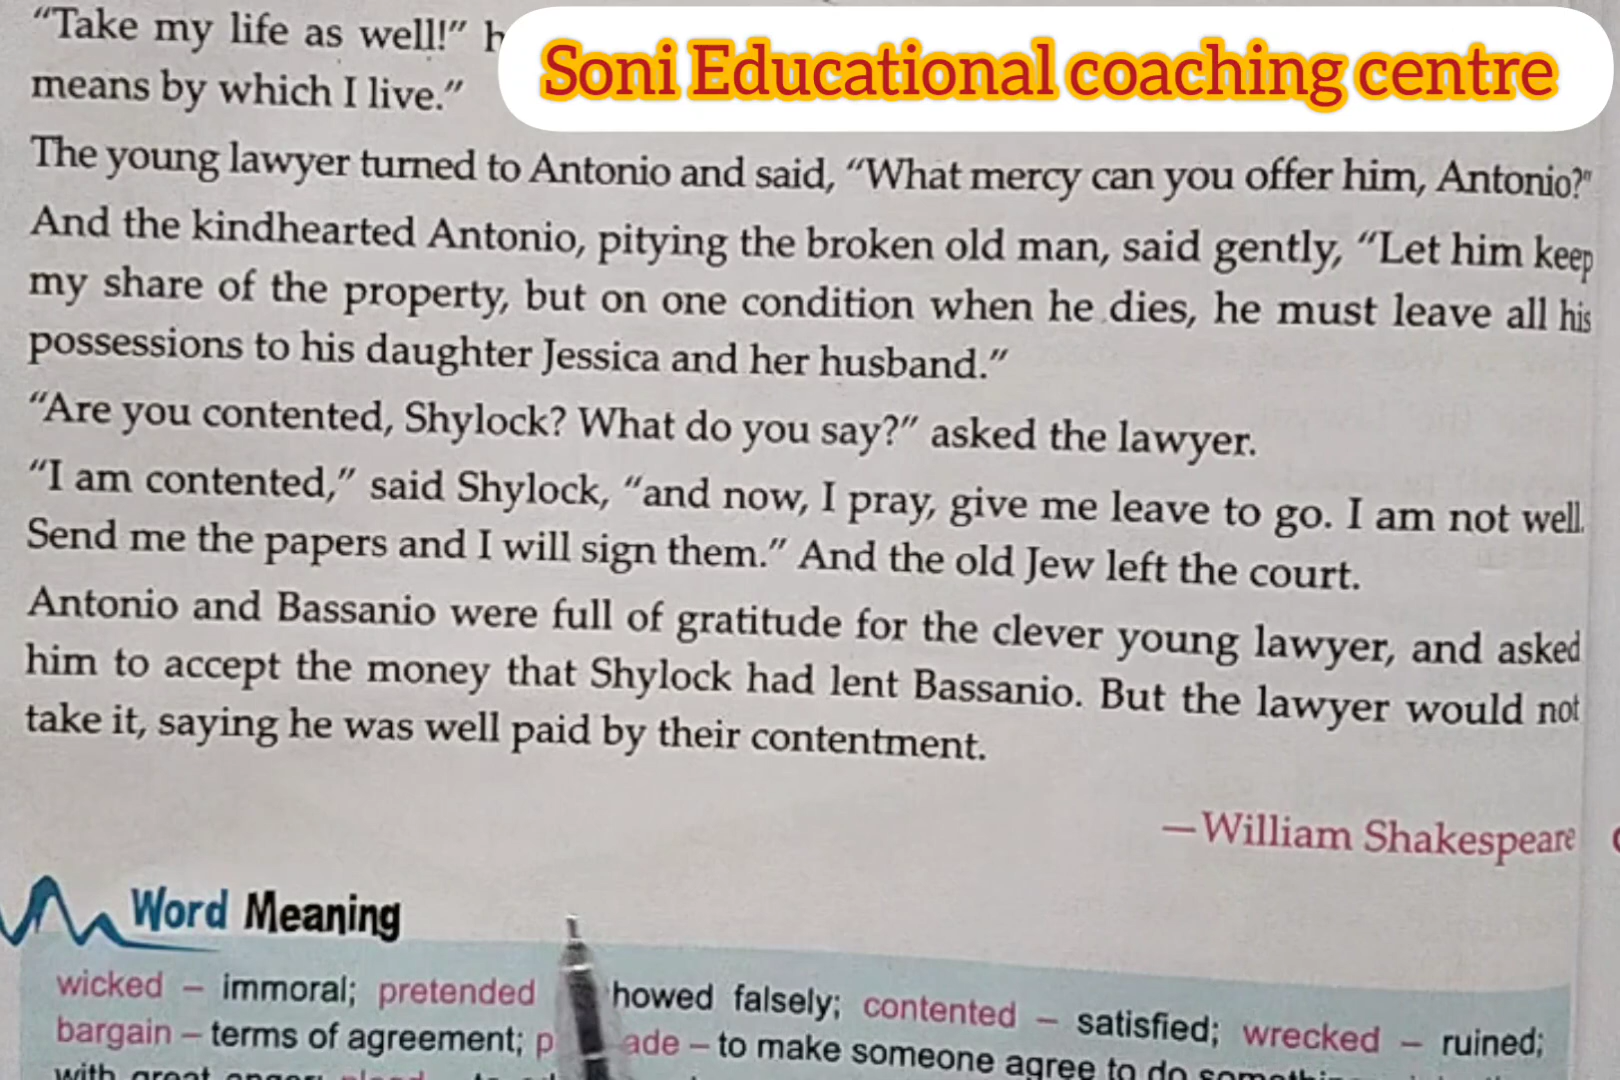 "Take my life as well!"
Soni Educational coaching centre
means by which I live."
The young lawyer turned to Antonio and said, "What mercy can you offer him, Antonio?"
And the kindhearted Antonio, pitying the broken old man, said gently, "Let him keep
my share of the property, but on one condition when he dies, he must leave all his
possessions to his daughter Jessica and her husband."
"Are you contented, Shylock? What do you say?" asked the lawyer.
"I am contented," said Shylock, "and now, I pray, give me leave to go. I am not well.
Send me the papers and I will sign them." And the old Jew left the court.
Antonio and Bassanio were full of gratitude for the clever young lawyer, and asked
him to accept the money that Shylock had lent Bassanio. But the lawyer would not
take it, saying he was well paid by their contentment.
—William Shakespeare
Word Meaning
wicked – immoral; pretended howed falsely; contented – satisfied; wrecked – ruined;
bargain – terms of agreement; p ade – to make someone agree to do
with great anger;